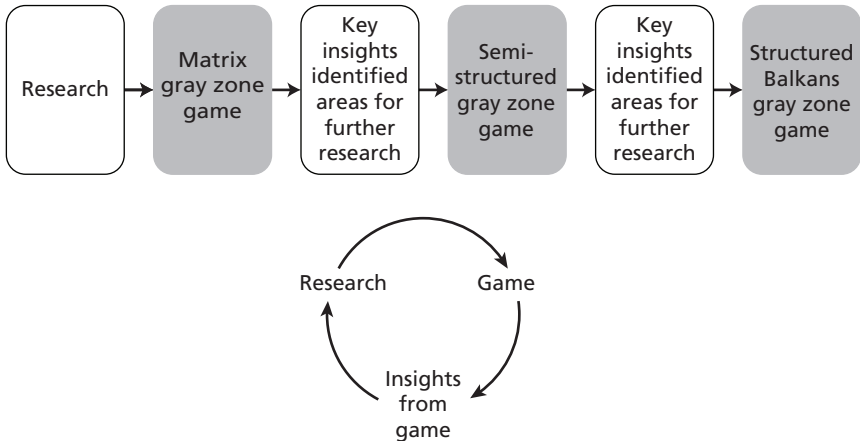 Research
Matrix
gray zone
game
Key
insights
identified
areas for
further
research
Semi-
structured
gray zone
game
Key
insights
identified
areas for
further
research
Structured
Balkans
gray zone
game
Research
Game
Insights
from
game